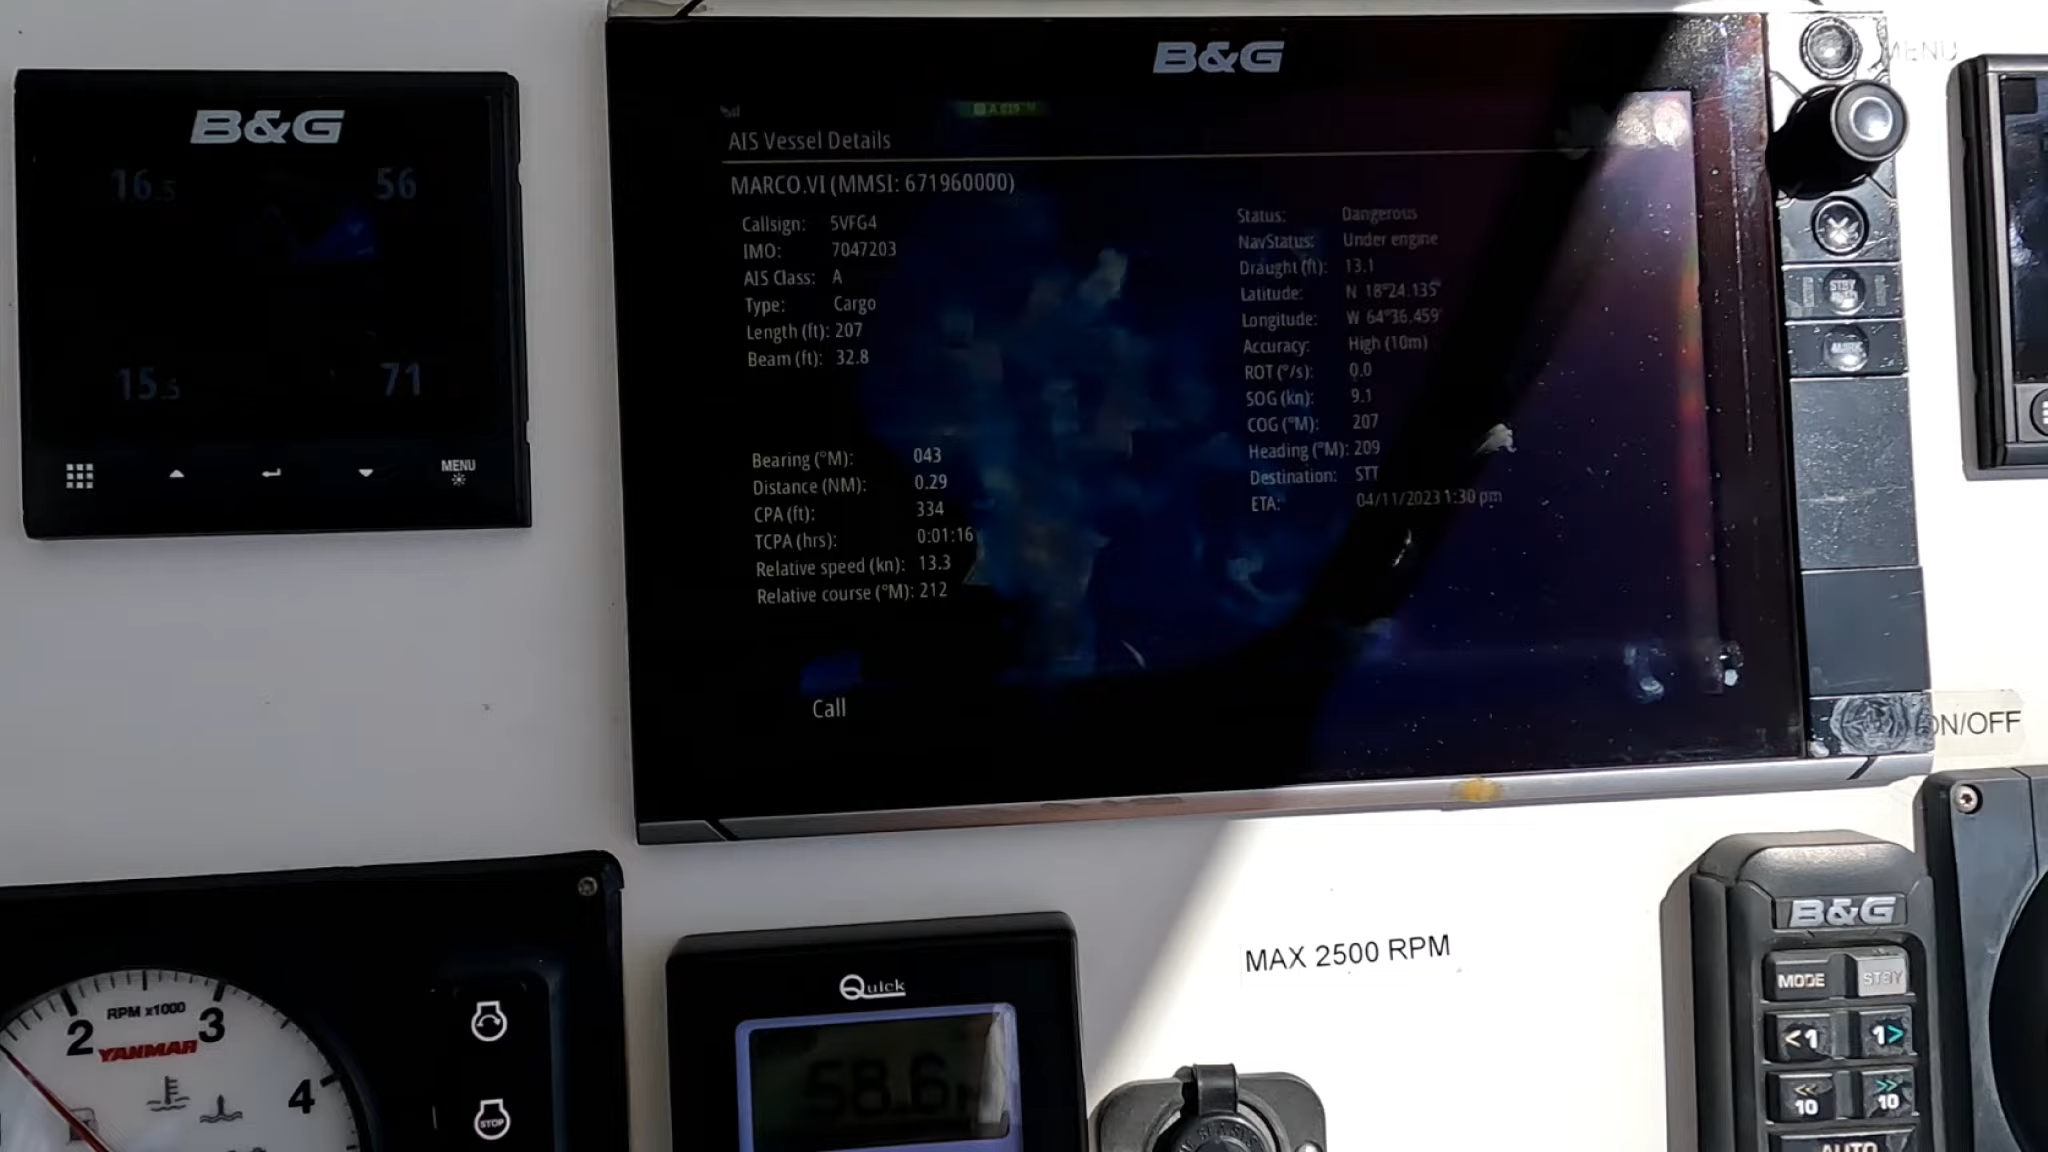 B&G
16.5
56
15.5
71
MENU
B&G
AIS Vessel Details
MARCO.VI (MMSI: 671960000)
Callsign: 5VFG4
IMO: 7047203
AIS Class: A
Type: Cargo
Length (ft): 207
Beam (ft): 32.8
Bearing (°M): 043
Distance (NM): 0.29
CPA (ft): 334
TCPA (hrs): 0:01:16
Relative speed (kn): 13.3
Relative course (°M): 212
Call
Status: Dangerous
NavStatus: Under engine
Draught (ft): 13.1
Latitude: N 18°24.135'
Longitude: W 64°36.459'
Accuracy: High (10m)
ROT (°/s): 0.0
SOG (kn): 9.1
COG (°M): 207
Heading (°M): 209
Destination: STT
ETA: 04/11/2023 1:30 pm
MENU
MARK
ON/OFF
RPM x1000
2
3
4
YANMAR
STOP
Quick
58.6
MAX 2500 RPM
B&G
MODE
STBY
<1
1>
<<
10
>>
10
AUTO